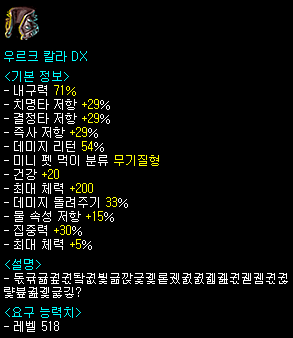 우르크 칼라 DX
<기본 정보>
- 내구력 71%
- 치명타 저항 +29%
- 결정타 저항 +29%
- 즉사 저항 +29%
- 데미지 리턴 54%
- 미니 펫 먹이 분류 무기질형
- 건강 +20
- 최대 체력 +200
- 데미지 돌려주기 33%
- 물 속성 저항 +15%
- 집중력 +30%
- 최대 체력 +5%
<설명>
<요구 능력치>
- 레벨 518